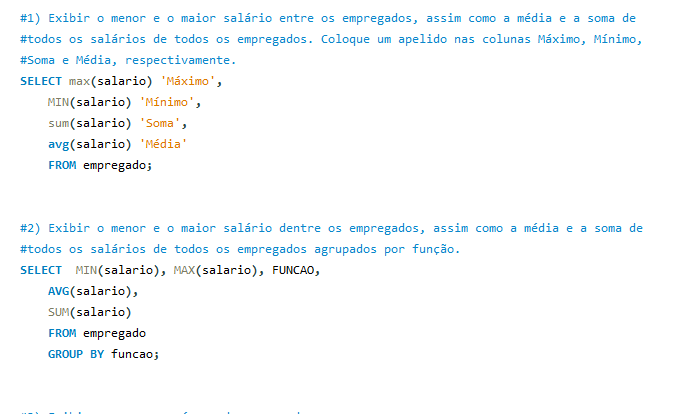 #1) Exibir o menor e o maior salário entre os empregados, assim como a média e a soma de
#todos os salários de todos os empregados. Coloque um apelido nas colunas Máximo, Mínimo,
#Soma e Média, respectivamente.
SELECT max(salario) 'Máximo',
MIN(salario) 'Mínimo',
sum(salario) 'Soma',
avg(salario) 'Média'
FROM empregado;
#2) Exibir o menor e o maior salário dentre os empregados, assim como a média e a soma de
#todos os salários de todos os empregados agrupados por função.
SELECT  MIN(salario), MAX(salario), FUNCAO,
AVG(salario),
SUM(salario)
FROM empregado
GROUP BY funcao;